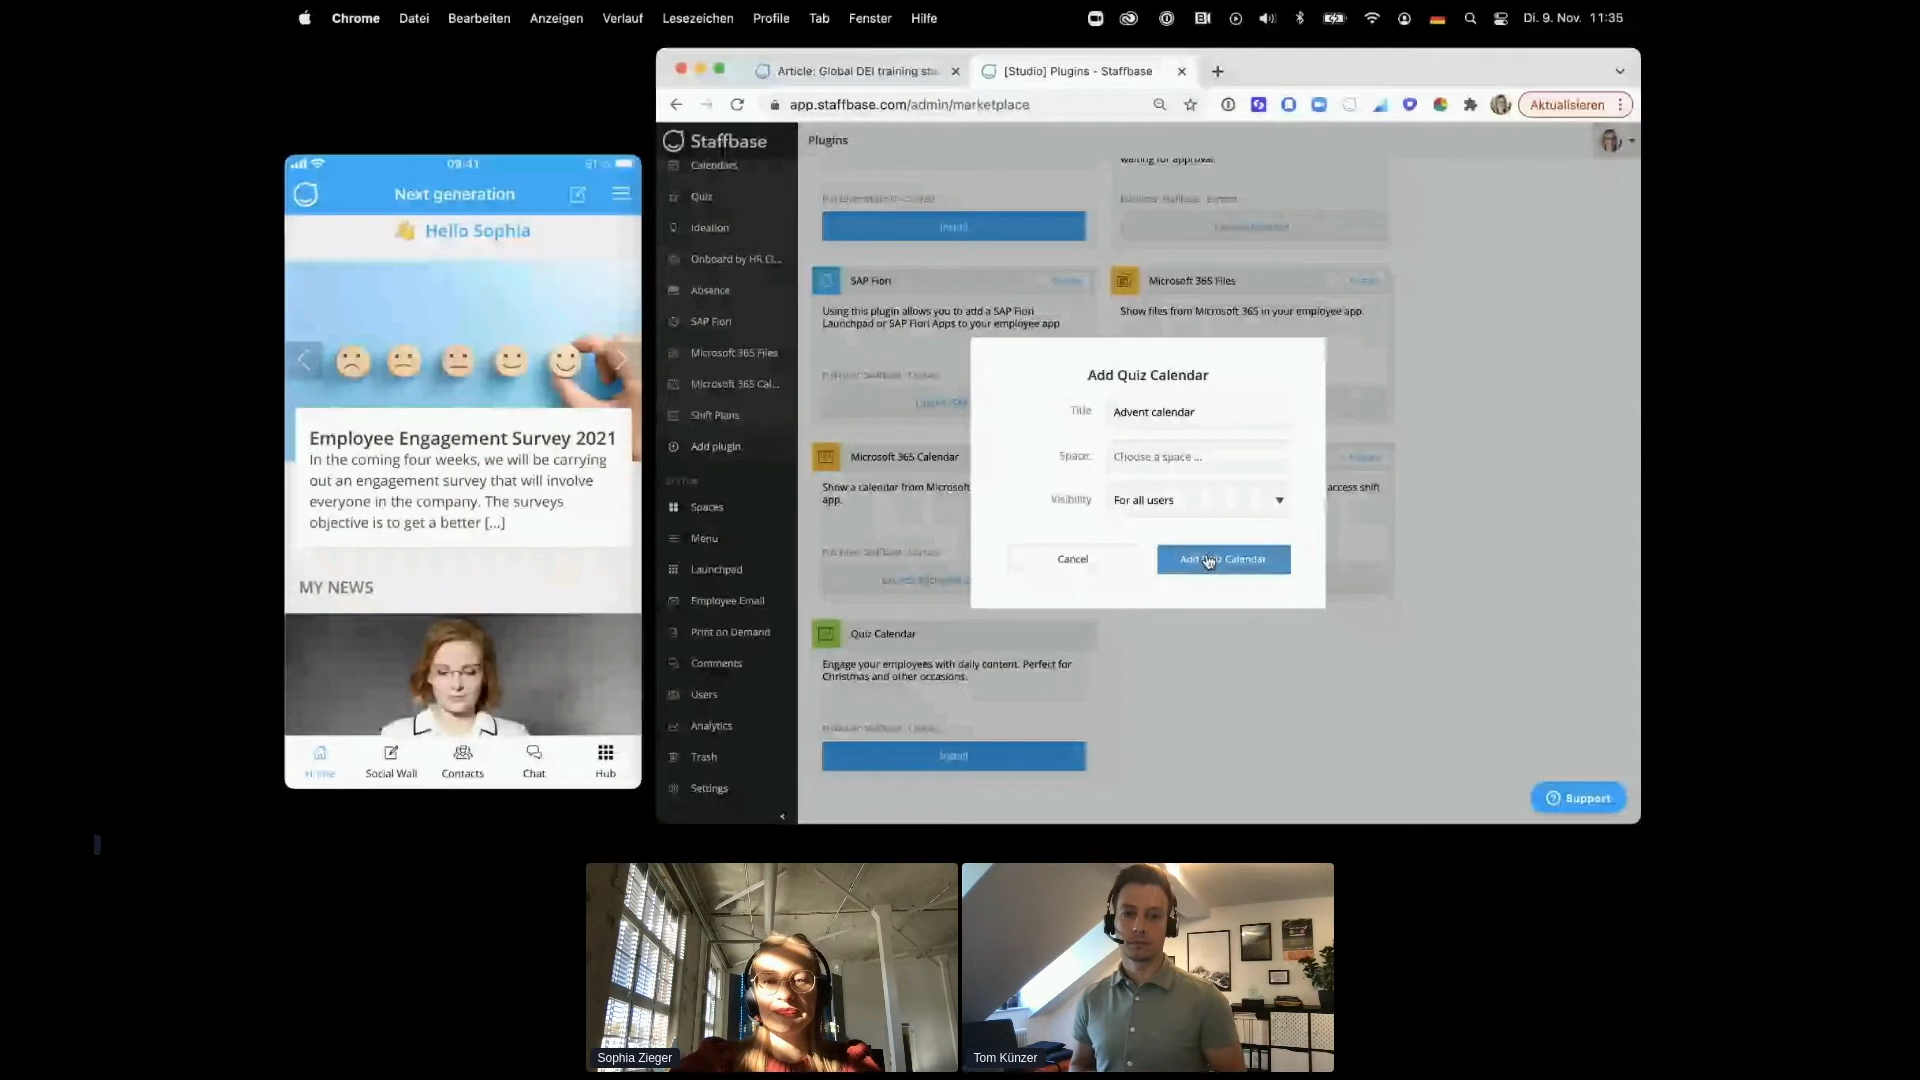 Chrome Datei Bearbeiten Anzeigen Verlauf Lesezeichen Profile Tab Fenster Hilfe
Di. 9. Nov. 11:35
Article: Global DEI training stu
[Studio] Plugins - Staffbase
app.staffbase.com/admin/marketplace
Aktualisieren
Staffbase
Plugins
Calendars
Quiz
Ideation
Onboard by HR El...
Absence
SAP Fiori
Microsoft 365 Files
Microsoft 365 Cal...
Shift Plans
Add plugin
Spaces
Menu
Launchpad
Employee Email
Print on Demand
Comments
Users
Analytics
Trash
Settings
waiting for approval.
Install
SAP Fiori
Using this plugin allows you to add a SAP Fiori
Launchpad or SAP Fiori Apps to your employee app
Microsoft 365 Files
Show files from Microsoft 365 in your employee app.
Microsoft 365 Calendar
Show a calendar from Microsoft
app.
access shift
Quiz Calendar
Engage your employees with daily content. Perfect for
Christmas and other occasions.
Install
Add Quiz Calendar
Title Advent calendar
Space: Choose a space ...
Visibility For all users
Cancel
Add Quiz Calendar
Support
09:41
Next generation
Hello Sophia
Employee Engagement Survey 2021
In the coming four weeks, we will be carrying
out an engagement survey that will involve
everyone in the company. The surveys
objective is to get a better [...]
MY NEWS
Home Social Wall Contacts Chat Hub
Sophia Zieger
Tom Künzer